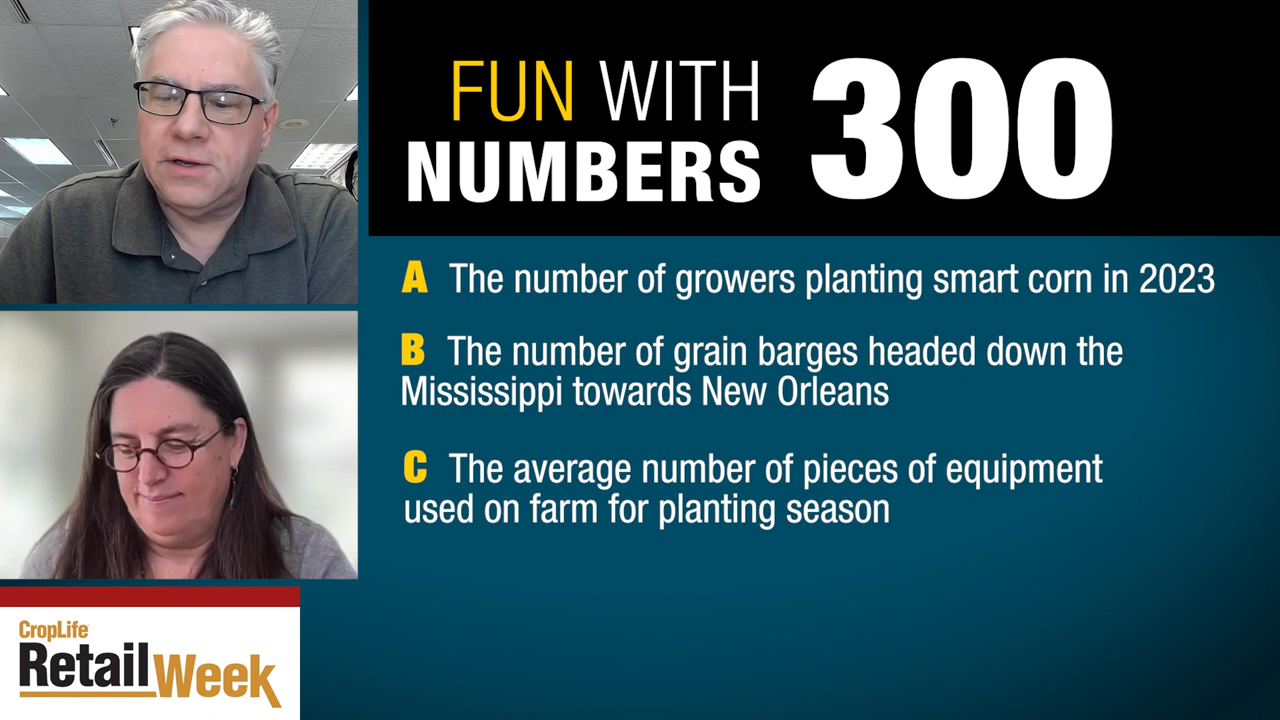 FUN WITH
NUMBERS
300
A The number of growers planting smart corn in 2023
B The number of grain barges headed down the
Mississippi towards New Orleans
C The average number of pieces of equipment
used on farm for planting season
CropLife
Retail Week